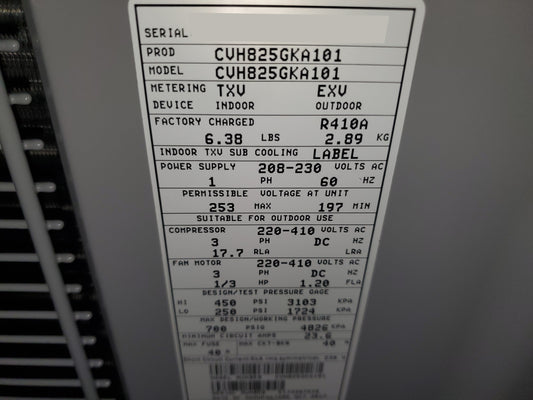 SERIAL
PROD CVH825GKA101
MODEL CVH825GKA101
METERING TXV EXV
DEVICE INDOOR OUTDOOR
FACTORY CHARGED R410A
6.38 LBS 2.89 KG
INDOOR TXV SUB COOLING LABEL
POWER SUPPLY 208-230 VOLTS AC
1 PH 60 HZ
PERMISSIBLE VOLTAGE AT UNIT
253 MAX 197 MIN
SUITABLE FOR OUTDOOR USE
COMPRESSOR 220-410 VOLTS AC
3 PH DC HZ
17.7 RLA LRA
FAN MOTOR 220-410 VOLTS AC
3 PH DC HZ
1/3 HP 1.20 FLA
DESIGN/TEST PRESSURE GAGE
HI 450 PSI 3103 KPA
LO 250 PSI 1724 KPA
MAX DESIGN/WORKING PRESSURE
700 PSIG 4826 KPA
MINIMUM CIRCUIT AMPS 23.6
MAX FUSE MAX CKT-BKR 40
40
Short Circuit Current